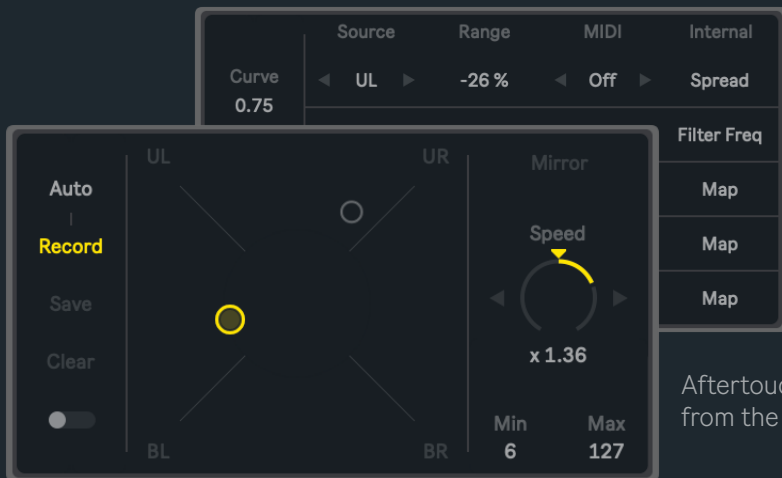 Source Range MIDI Internal
Curve UL -26 % Off Spread
0.75
Filter Freq
Map
Map
Map
UL UR Mirror
Auto
Record
Speed
Save
x 1.36
Clear
Min Max
BL BR 6 127
from the